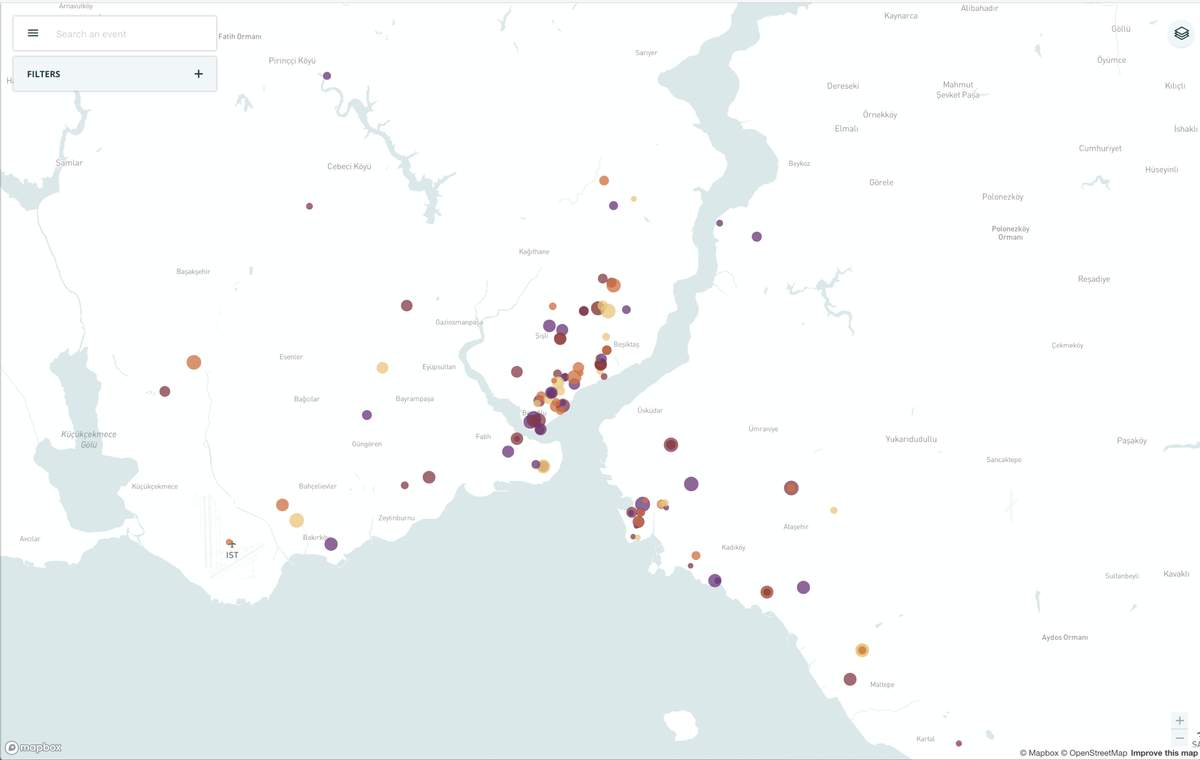 Arnavutköy
Alibahadır
Kaynarca
Search an event
Göllü
Fatih Ormanı
Sarıyer
Pirinççi Köyü
Öyümce
FILTERS +
Dereseki
Mahmut
Şevket Paşa
Kılıçlı
Örnekköy
Elmalı
İshaklı
Cumhuriyet
Şamlar
Cebeci Köyü
Beykoz
Hüseyinli
Görele
Polonezköy
Polonezköy
Ormanı
Kağıthane
Başakşehir
Reşadiye
Gaziosmanpaşa
Şişli
Beşiktaş
Çekmeköy
Esenler
Eyüpsultan
Bağcılar
Bayrampaşa
Üsküdar
Ümraniye
Küçükçekmece
Gölü
Fatih
Yukarıdudullu
Paşaköy
Güngören
Sancaktepe
Küçükçekmece
Bahçelievler
Zeytinburnu
Ataşehir
Avcılar
Bakırköy
Kadıköy
IST
Sultanbeyli
Kavaklı
Aydos Ormanı
Maltepe
Kartal
+
−
SA
mapbox
© Mapbox © OpenStreetMap Improve this map